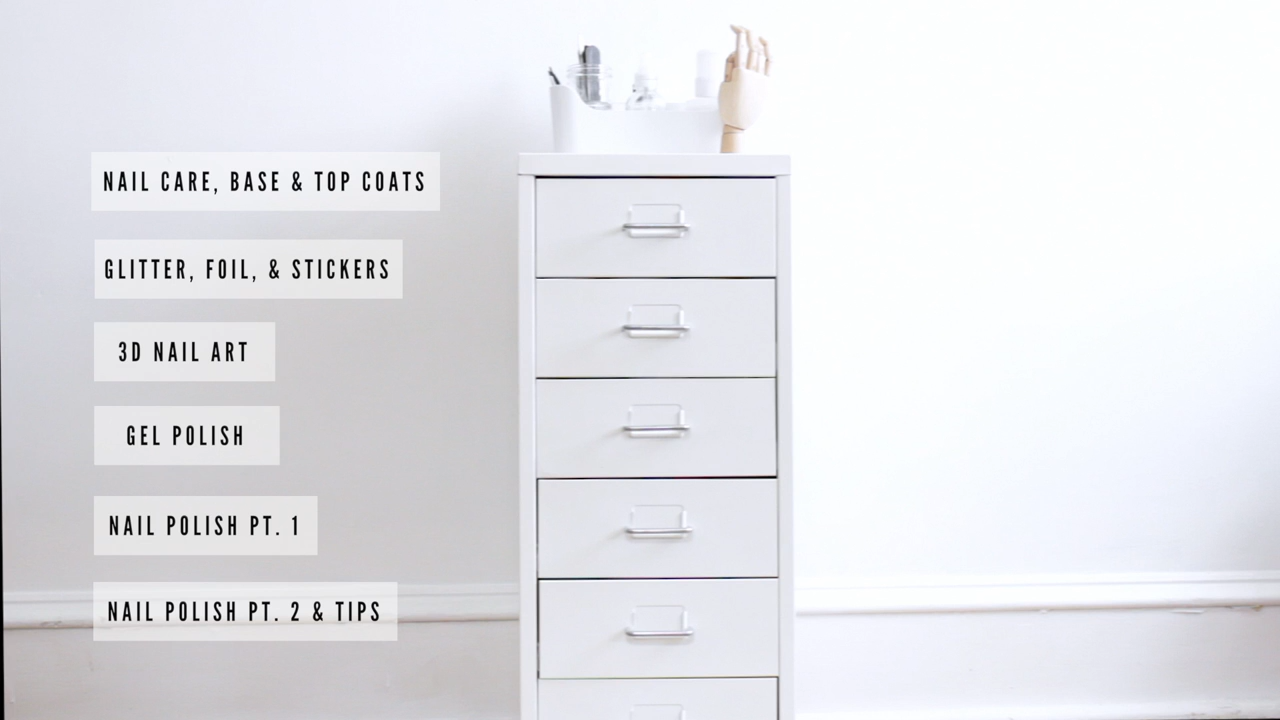 NAIL CARE, BASE & TOP COATS
GLITTER, FOIL, & STICKERS
3D NAIL ART
GEL POLISH
NAIL POLISH PT. 1
NAIL POLISH PT. 2 & TIPS